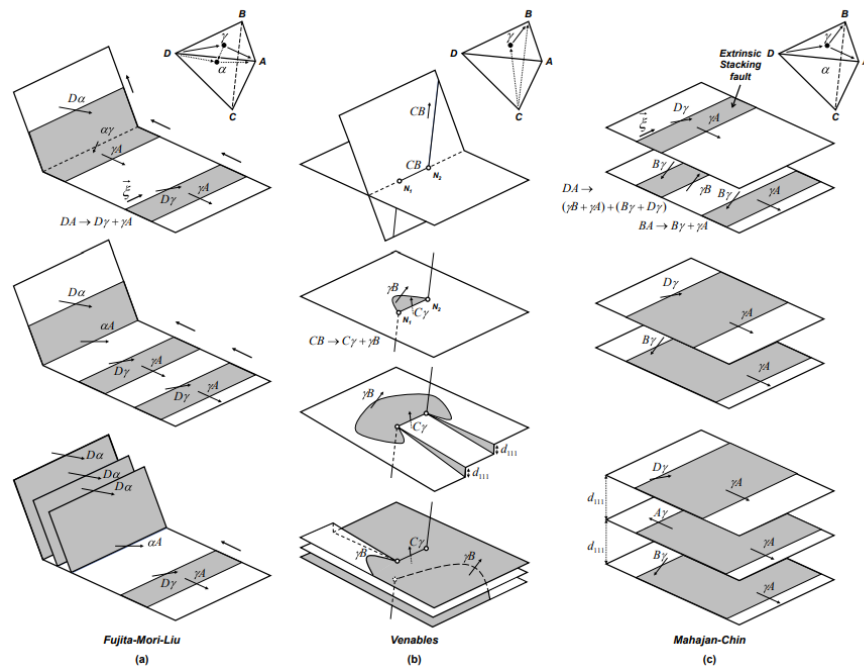 B
D
γ
A
α
C
Dα
αγ
γA
ξ⃗
Dγ
γA
DA → Dγ + γA
Dα
αA
γA
Dγ
γA
Dγ
Dα
Dα
Dα
αA
γA
Dγ
Fujita-Mori-Liu
(a)
B
γ
D
A
C
CB
CB
N₁
N₂
γB
N₂
Cγ
N₁
CB → Cγ + γB
γB
Cγ
d₁₁₁
d₁₁₁
Cγ
γB
γB
Venables
(b)
B
Extrinsic
Stacking
fault
D
γ
A
α
C
Dγ
ξ⃗
γA
Bγ
γB
Bγ
γA
DA →
(γB + γA) + (Bγ + Dγ)
BA → Bγ + γA
Dγ
γA
Bγ
γA
Dγ
γA
d₁₁₁
Aγ
γA
d₁₁₁
Bγ
γA
Mahajan-Chin
(c)